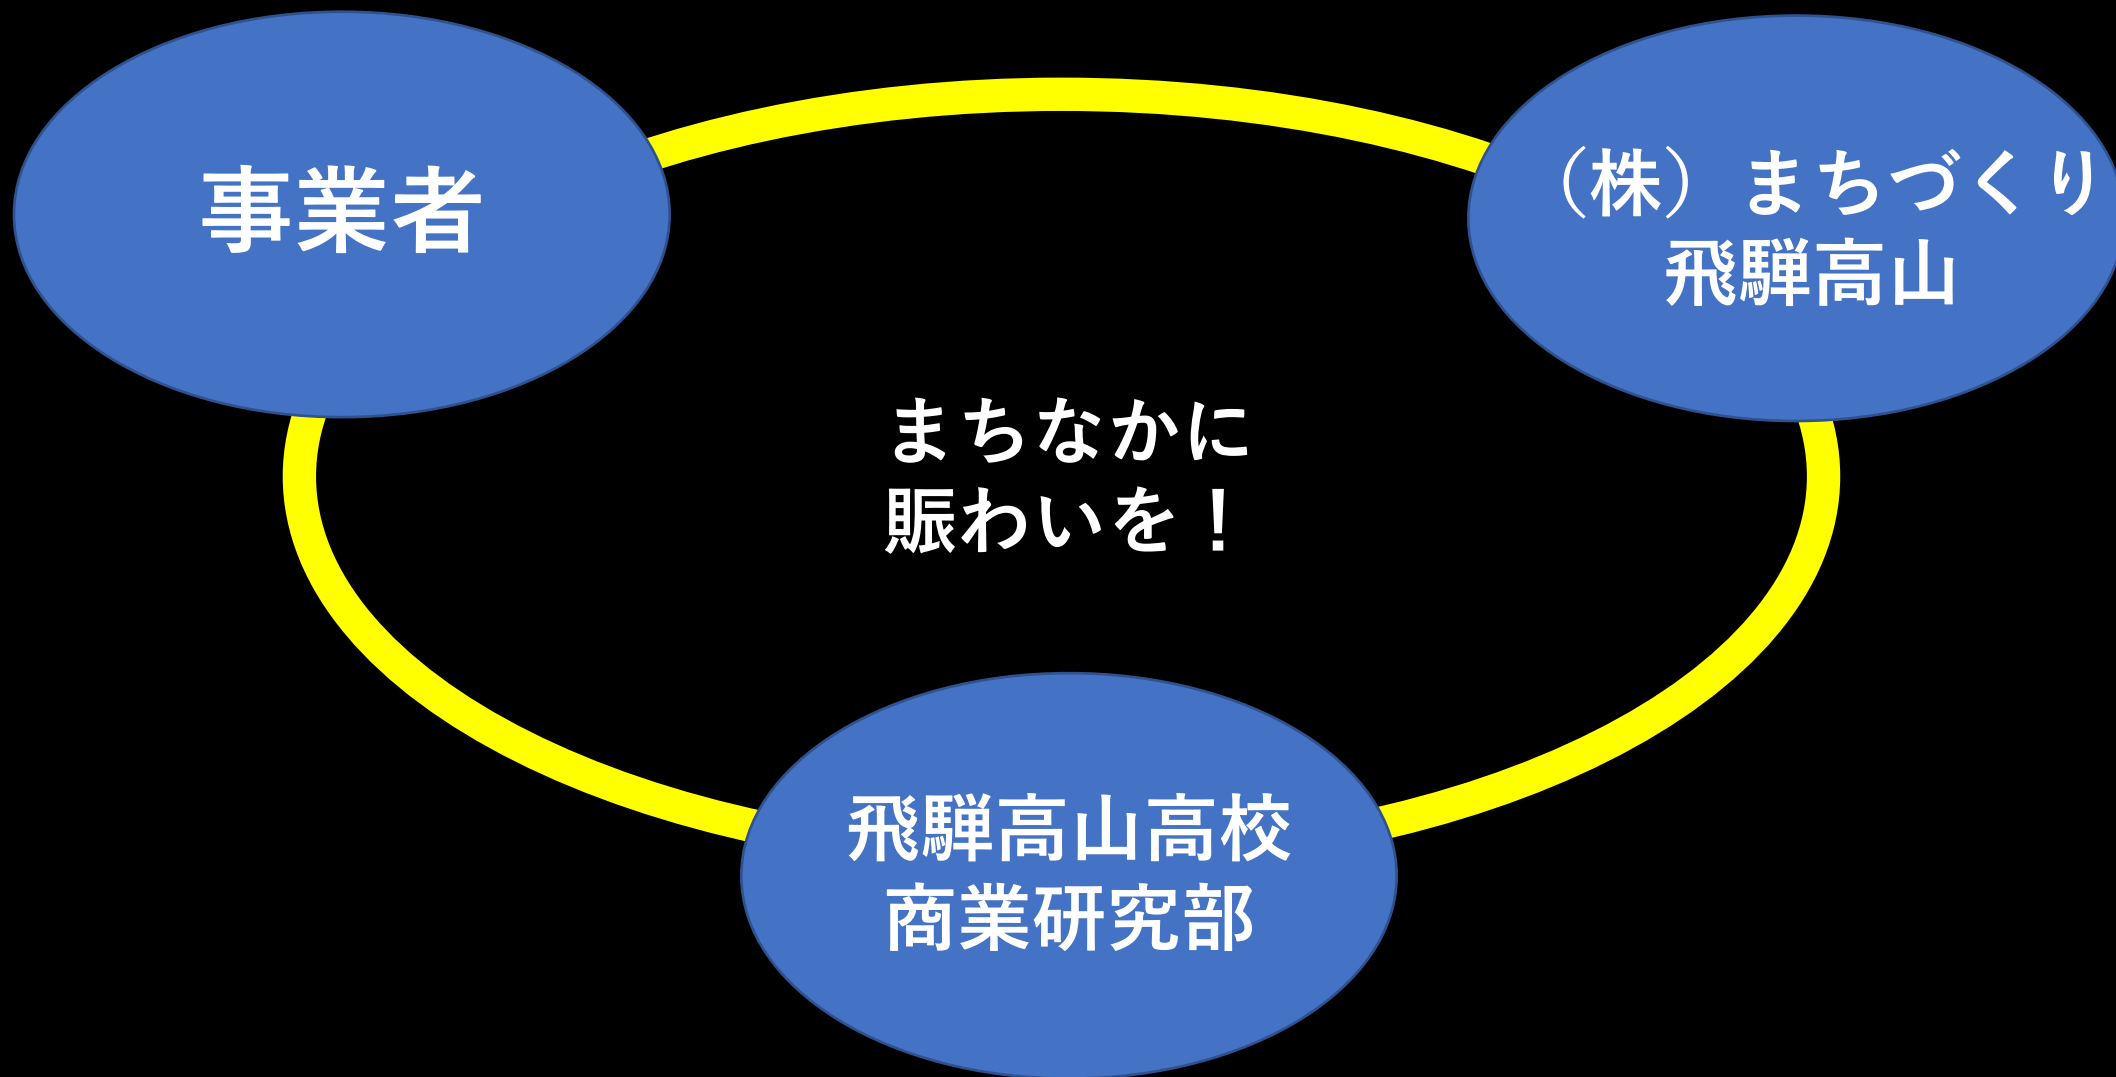 事業者
（株）まちづくり
飛騨高山
まちなかに
賑わいを！
飛騨高山高校
商業研究部